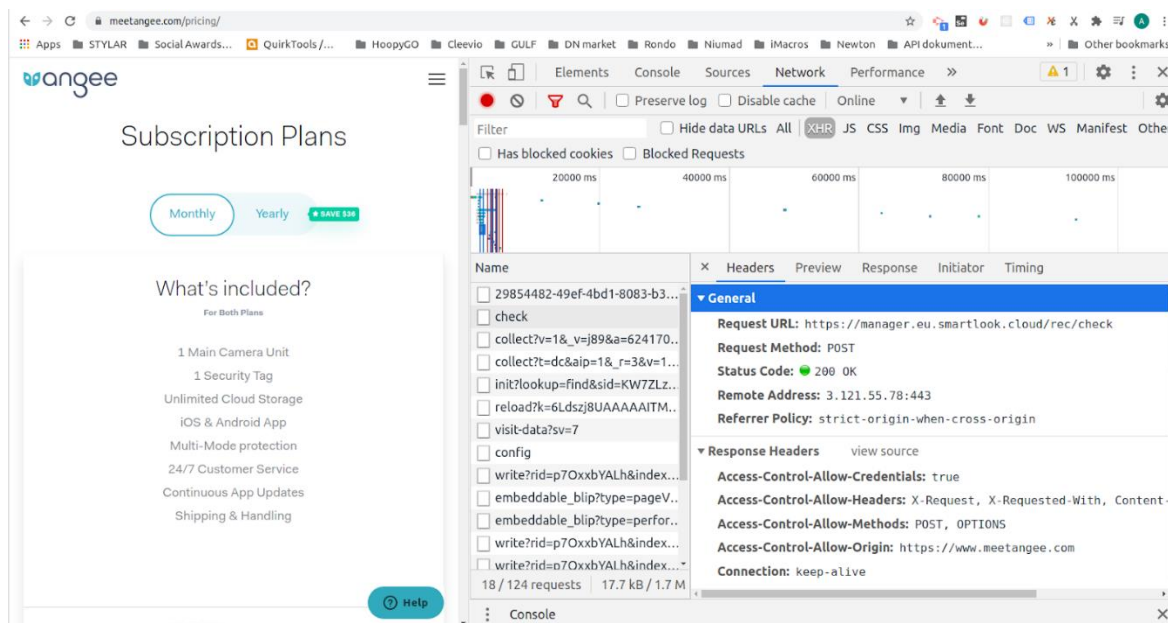 meetangee.com/pricing/
A
Apps STYLAR Social Awards... QuirkTools /... HoopyGO Cleevio GULF DN market Rondo Niumad iMacros Newton API dokument... » Other bookmarks
angee
Subscription Plans
Monthly Yearly SAVE $36
What's included?
For Both Plans
1 Main Camera Unit
1 Security Tag
Unlimited Cloud Storage
iOS & Android App
Multi-Mode protection
24/7 Customer Service
Continuous App Updates
Shipping & Handling
Help
Elements Console Sources Network Performance » 1
Preserve log Disable cache Online
Filter Hide data URLs All XHR JS CSS Img Media Font Doc WS Manifest Othe
Has blocked cookies Blocked Requests
20000 ms 40000 ms 60000 ms 80000 ms 100000 ms
Name
29854482-49ef-4bd1-8083-b3...
check
collect?v=1&_v=j89&a=624170..
collect?t=dc&aip=1&_r=3&v=1...
init?lookup=find&sid=KW7ZLz...
reload?k=6Ldszj8UAAAAAITM..
visit-data?sv=7
config
write?rid=p7OxxbYALh&index...
embeddable_blip?type=pageV..
embeddable_blip?type=perfor..
write?rid=p7OxxbYALh&index...
write?rid=p7OxxbYALh&index...
18 / 124 requests 17.7 kB / 1.7 M
× Headers Preview Response Initiator Timing
General
Request URL: https://manager.eu.smartlook.cloud/rec/check
Request Method: POST
Status Code: 200 OK
Remote Address: 3.121.55.78:443
Referrer Policy: strict-origin-when-cross-origin
Response Headers view source
Access-Control-Allow-Credentials: true
Access-Control-Allow-Headers: X-Request, X-Requested-With, Content-
Access-Control-Allow-Methods: POST, OPTIONS
Access-Control-Allow-Origin: https://www.meetangee.com
Connection: keep-alive
Console